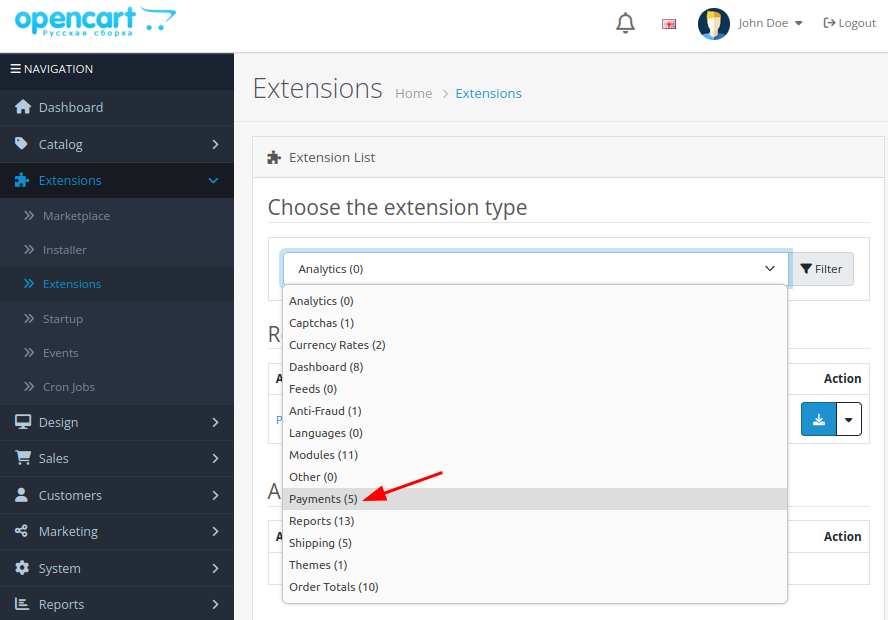 opencart
Русская сборка
John Doe
Logout
NAVIGATION
Dashboard
Catalog
Extensions
Marketplace
Installer
Extensions
Startup
Events
Cron Jobs
Design
Sales
Customers
Marketing
System
Reports
Extensions
Home > Extensions
Extension List
Choose the extension type
Analytics (0)
Filter
Analytics (0)
Captchas (1)
Currency Rates (2)
Dashboard (8)
Feeds (0)
Anti-Fraud (1)
Languages (0)
Modules (11)
Other (0)
Payments (5)
Reports (13)
Shipping (5)
Themes (1)
Order Totals (10)
Action
Action